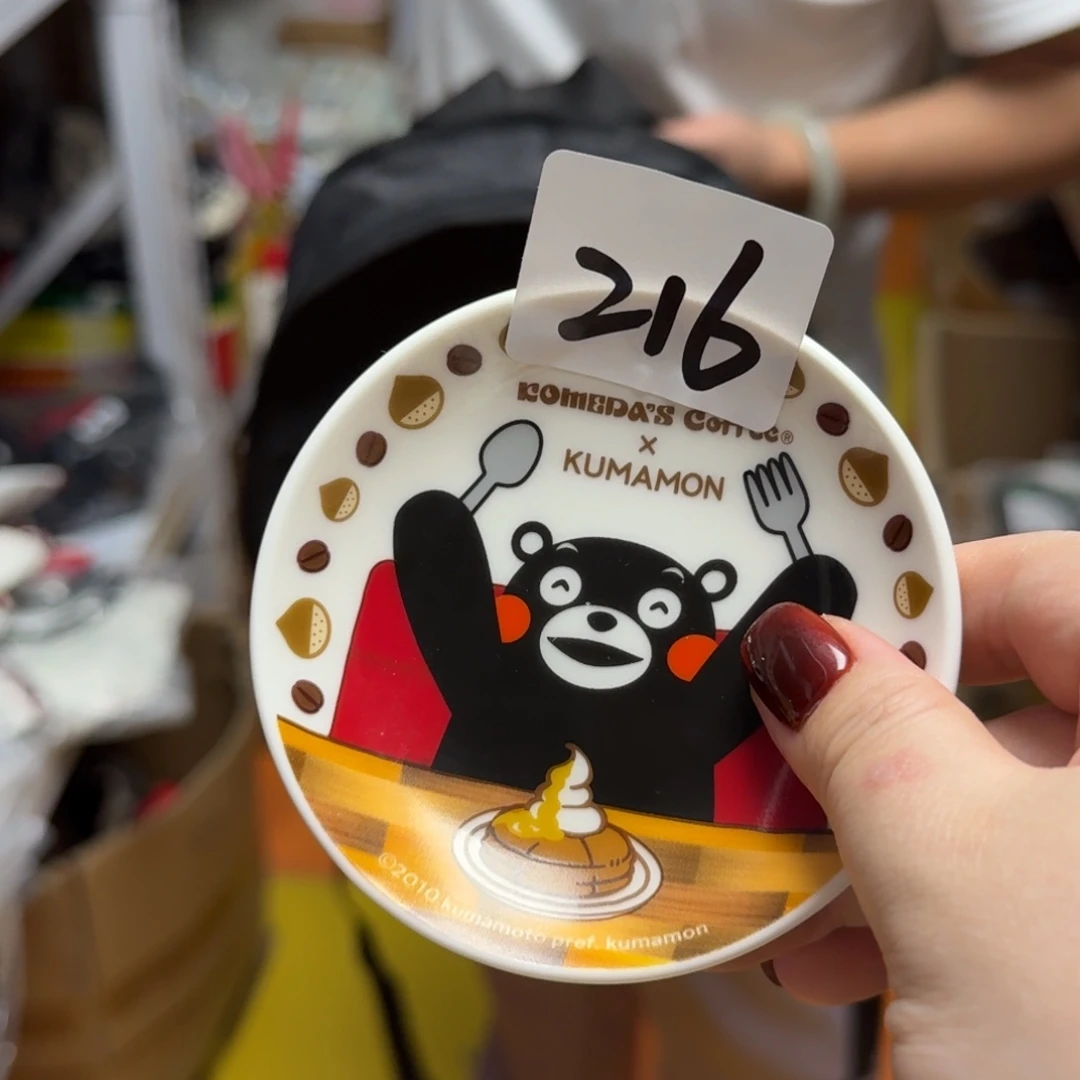 216
KOMEDA'S Coffee®
×
KUMAMON
©2010 kumamoto pref. kumamon